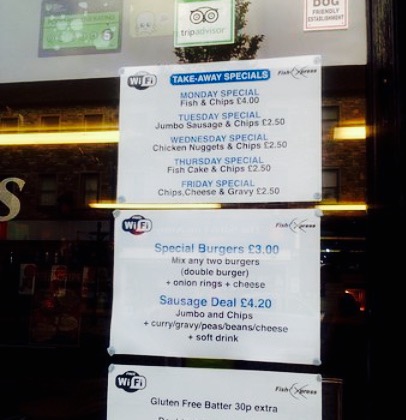 tripadvisor
DOG
FRIENDLY
ESTABLISHMENT
WiFi
TAKE-AWAY SPECIALS
Fish Xpress
MONDAY SPECIAL
Fish & Chips £4.00
TUESDAY SPECIAL
Jumbo Sausage & Chips £2.50
WEDNESDAY SPECIAL
Chicken Nuggets & Chips £2.50
THURSDAY SPECIAL
Fish Cake & Chips £2.50
FRIDAY SPECIAL
Chips,Cheese & Gravy £2.50
WiFi
Fish Xpress
Special Burgers £3.00
Mix any two burgers
(double burger)
+ onion rings + cheese
Sausage Deal £4.20
Jumbo and Chips
+ curry/gravy/peas/beans/cheese
+ soft drink
WiFi
Fish Xpress
Gluten Free Batter 30p extra